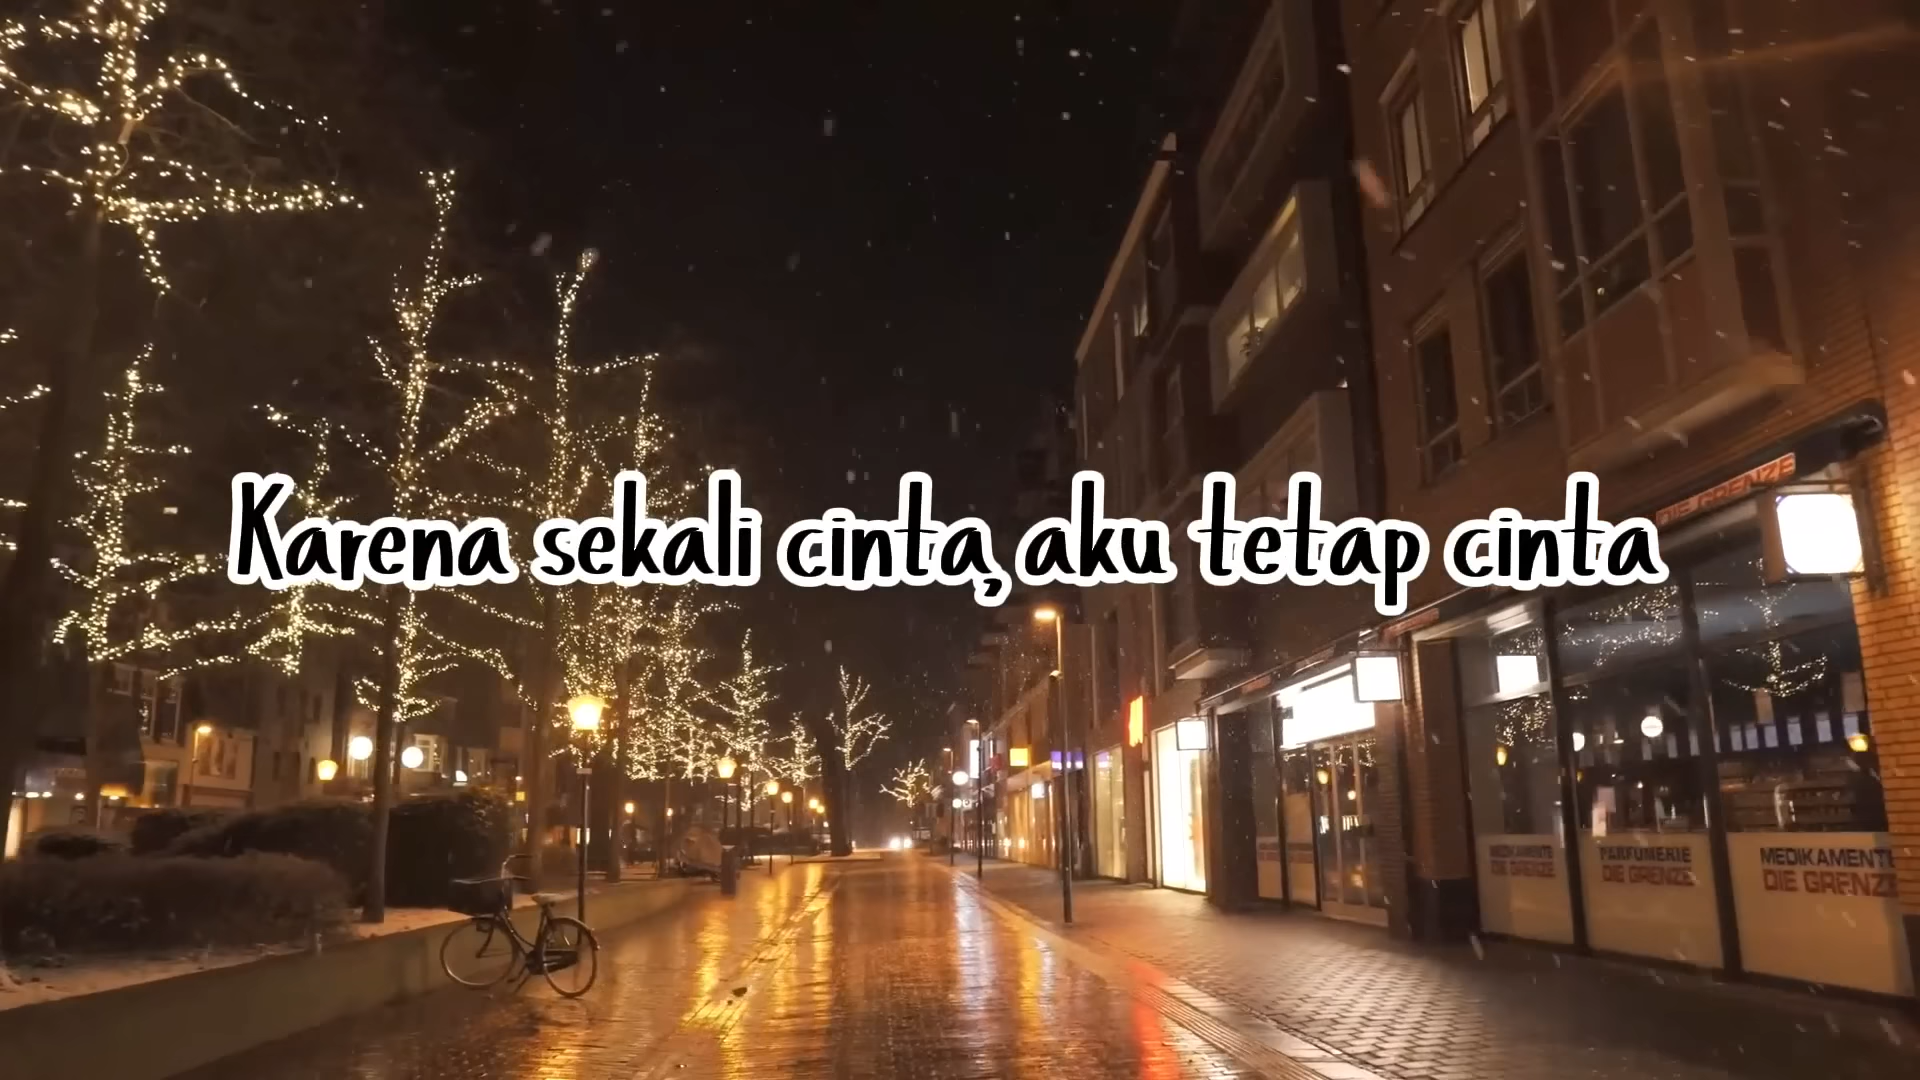 DIE GRENZE
Karena sekali cinta, aku tetap cinta
MEDIKAMENTE
DIE GRENZE
PARFUMERIE
DIE GRENZE
MEDIKAMENTE
DIE GRENZE